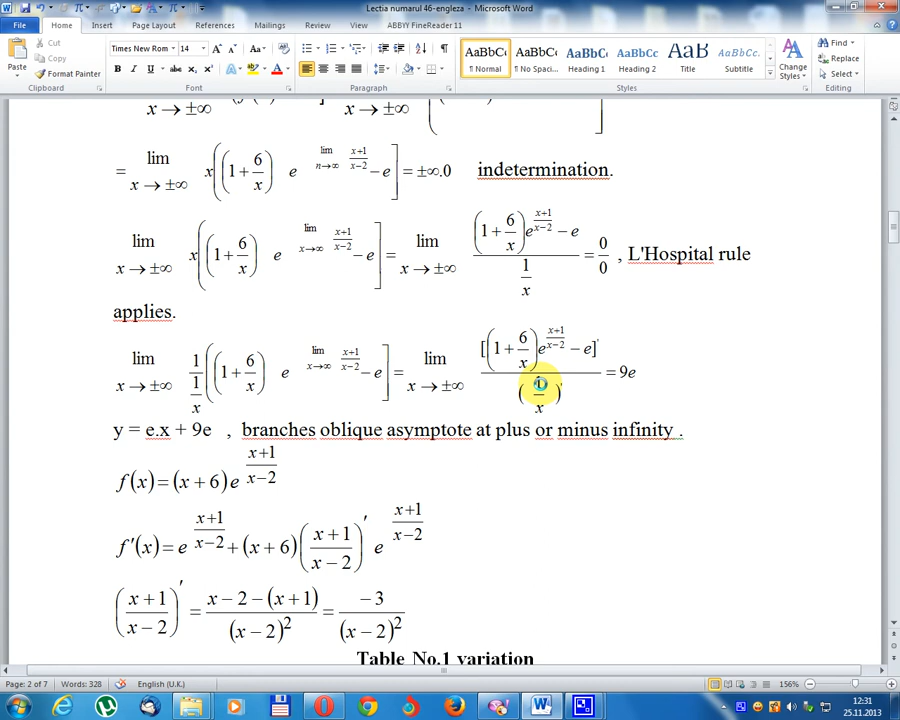 Lectia numarul 46-engleza - Microsoft Word
File Home Insert Page Layout References Mailings Review View ABBYY FineReader 11
Paste Cut Copy Format Painter Clipboard
Times New Rom 14 Font
Paragraph
AaBbCc ¶ Normal AaBbCc ¶ No Spaci... AaBbC Heading 1 AaBbCc Heading 2 AaB Title AaBbCc. Subtitle Change Styles Styles
Find Replace Select Editing
x → ±∞ x → ±∞
= lim x → ±∞ x((1+6/x) e^(lim n→∞ (x+1)/(x−2)) − e] = ±∞.0 indetermination.
lim x → ±∞ x((1+6/x) e^(lim x→∞ (x+1)/(x−2)) − e] = lim x → ±∞ ((1+6/x)e^((x+1)/(x−2)) − e)/(1/x) = 0/0 , L'Hospital rule
applies.
lim x → ±∞ 1/(1/x) ((1+6/x) e^(lim x→∞ (x+1)/(x−2)) − e] = lim x → ±∞ [(1+6/x)e^((x+1)/(x−2)) − e]'/(1/x)' = 9e
y = e.x + 9e , branches oblique asymptote at plus or minus infinity .
f(x) = (x+6)e^((x+1)/(x−2))
f'(x) = e^((x+1)/(x−2)) + (x+6)((x+1)/(x−2))' e^((x+1)/(x−2))
((x+1)/(x−2))' = (x−2−(x+1))/(x−2)² = −3/(x−2)²
Table No.1 variation
Page: 2 of 7 Words: 328 English (U.K.) 156%
12:31
25.11.2013